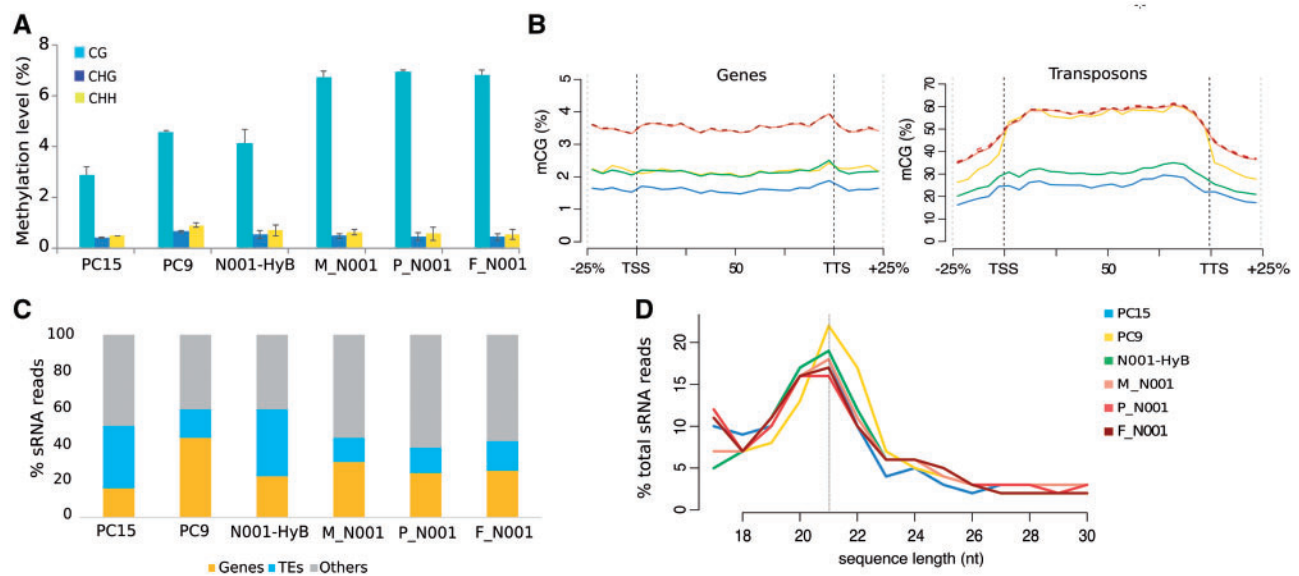 A
Methylation level (%)
8
6
4
2
0
CG
CHG
CHH
PC15 PC9 N001-HyB M_N001 P_N001 F_N001
B
Genes
mCG (%)
5
4
3
2
1
0
-25% TSS 50 TTS +25%
Transposons
mCG (%)
70
60
50
40
30
20
10
0
-25% TSS 50 TTS +25%
C
% sRNA reads
100
80
60
40
20
0
PC15 PC9 N001-HyB M_N001 P_N001 F_N001
Genes TEs Others
D
% total sRNA reads
20
15
10
5
0
18 20 22 24 26 28 30
sequence length (nt)
PC15
PC9
N001-HyB
M_N001
P_N001
F_N001